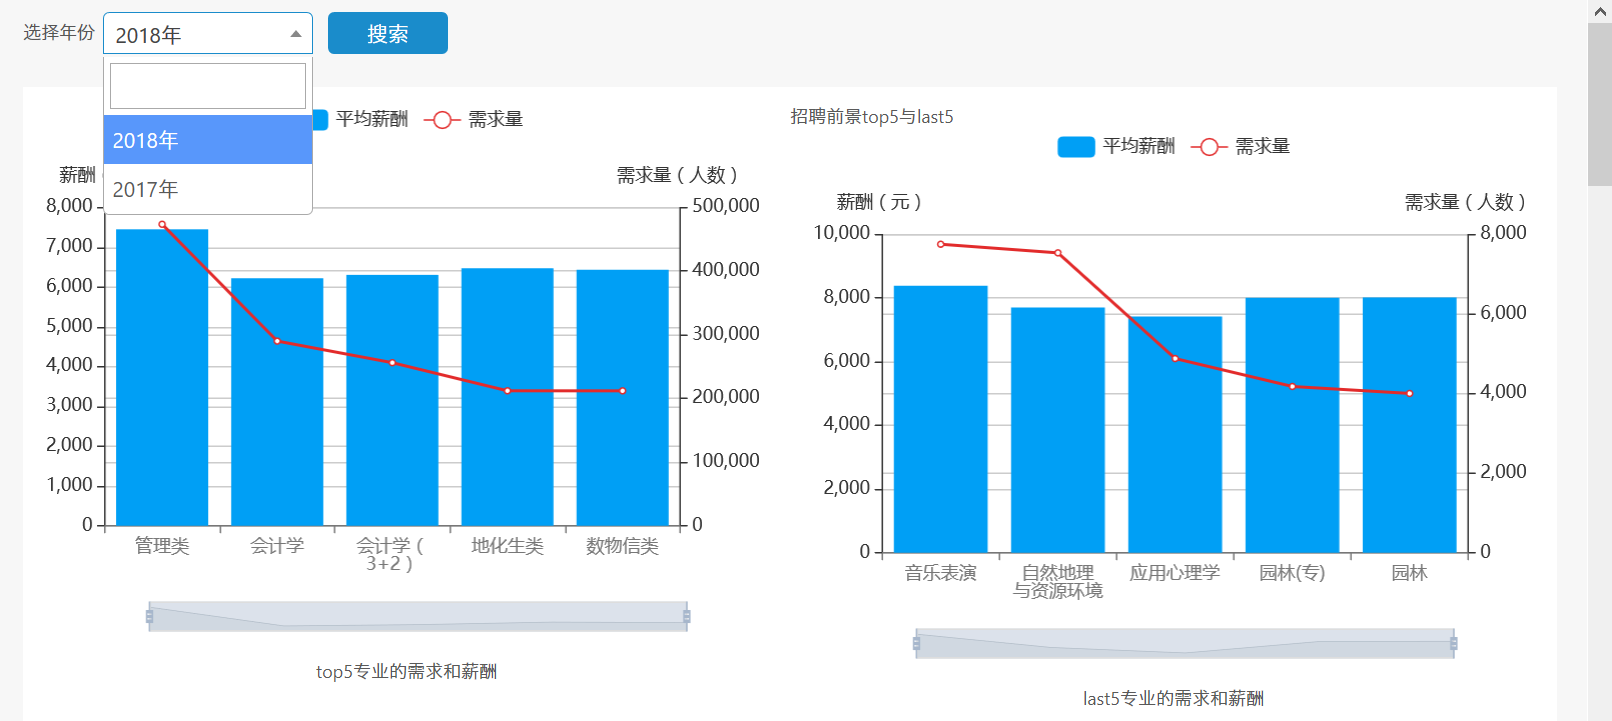 选择年份
2018年
搜索
2018年
2017年
平均薪酬
需求量
薪酬
需求量（人数）
8,000
7,000
6,000
5,000
4,000
3,000
2,000
1,000
0
500,000
400,000
300,000
200,000
100,000
0
管理类
会计学
会计学（
3+2）
地化生类
数物信类
top5专业的需求和薪酬
招聘前景top5与last5
平均薪酬
需求量
薪酬（元）
需求量（人数）
10,000
8,000
6,000
4,000
2,000
0
8,000
6,000
4,000
2,000
0
音乐表演
自然地理
与资源环境
应用心理学
园林(专)
园林
last5专业的需求和薪酬